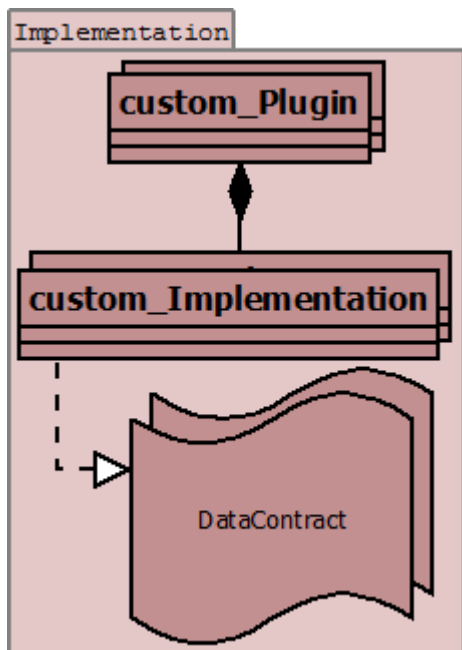 Implementation
custom_Plugin
custom_Implementation
DataContract